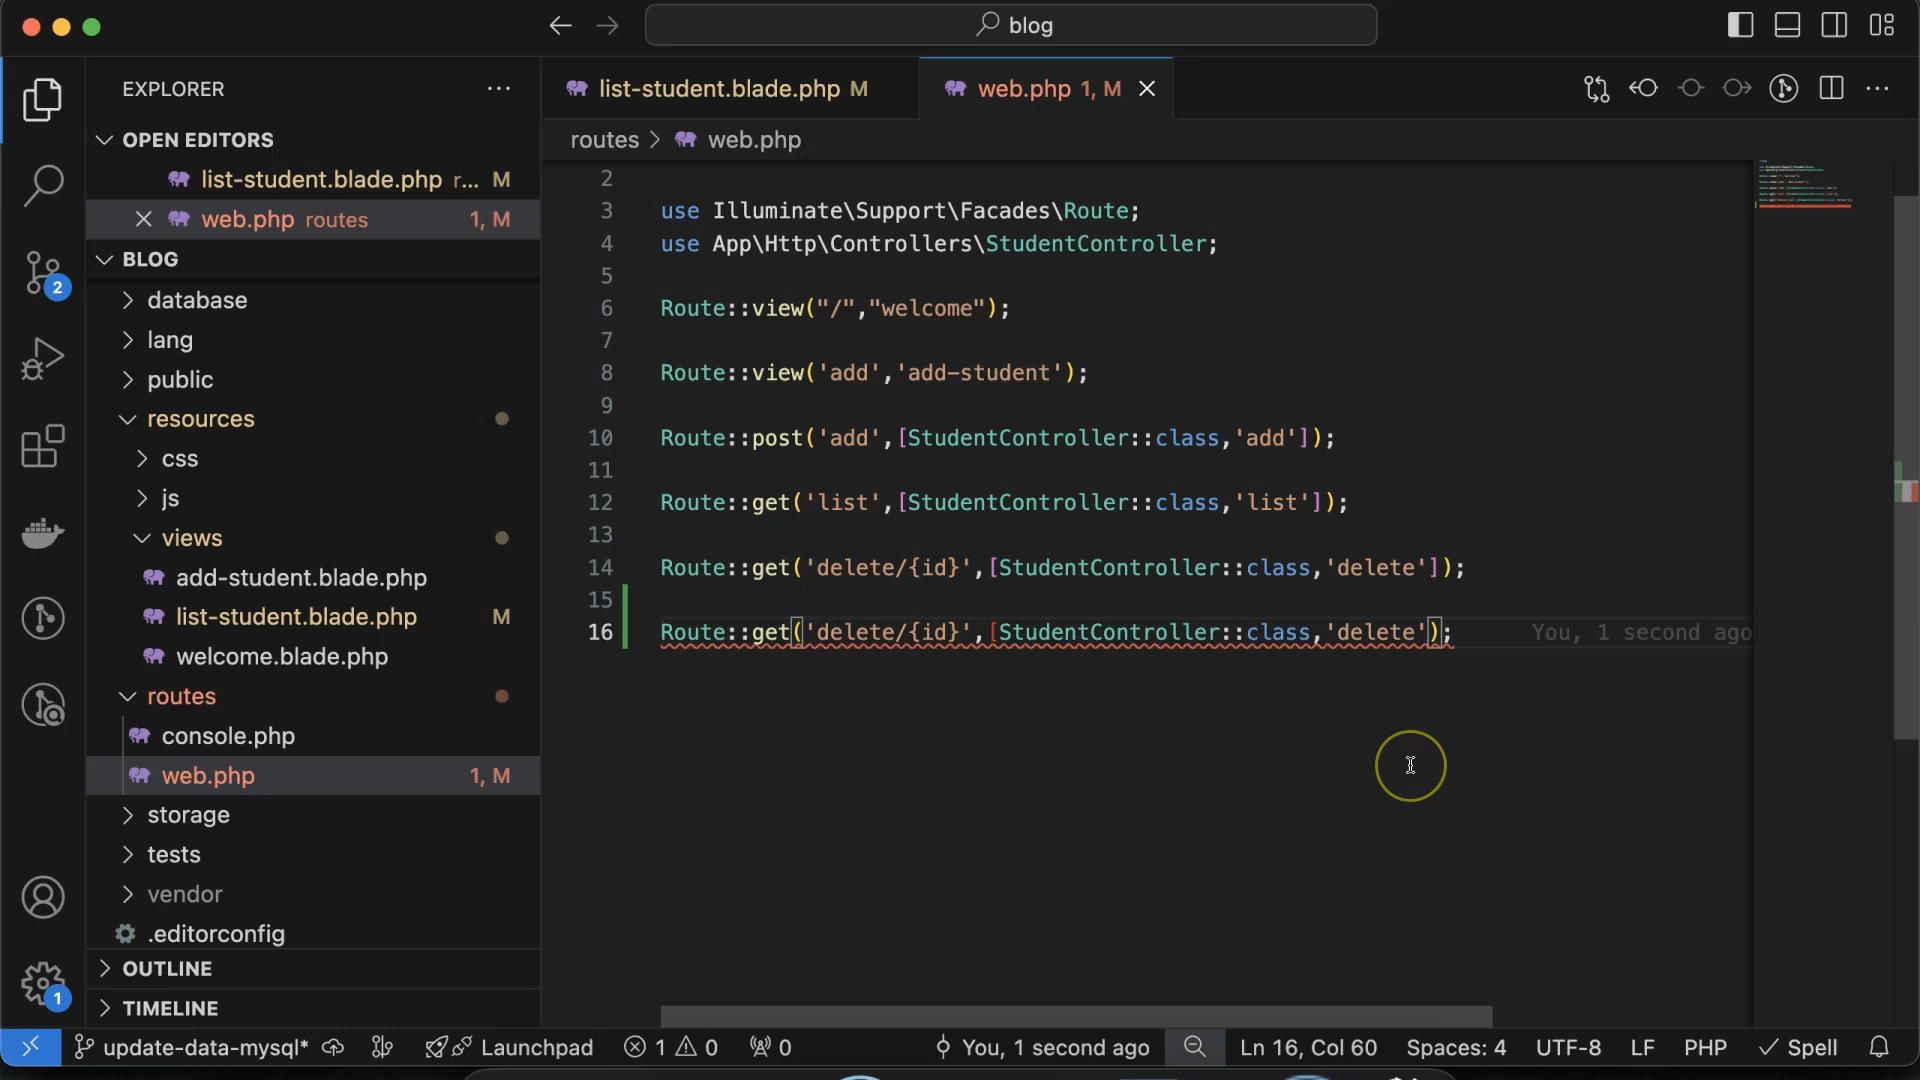 blog
EXPLORER
OPEN EDITORS
list-student.blade.php r... M
web.php routes 1, M
BLOG
database
lang
public
resources
css
js
views
add-student.blade.php
list-student.blade.php M
welcome.blade.php
routes
console.php
web.php 1, M
storage
tests
vendor
.editorconfig
OUTLINE
TIMELINE
2
1
list-student.blade.php M
web.php 1, M
routes > web.php
2
3 use Illuminate\Support\Facades\Route;
4 use App\Http\Controllers\StudentController;
5
6 Route::view("/","welcome");
7
8 Route::view('add','add-student');
9
10 Route::post('add',[StudentController::class,'add']);
11
12 Route::get('list',[StudentController::class,'list']);
13
14 Route::get('delete/{id}',[StudentController::class,'delete']);
15
16 Route::get('delete/{id}',[StudentController::class,'delete'); You, 1 second ago
update-data-mysql* Launchpad 1 0 0 You, 1 second ago Ln 16, Col 60 Spaces: 4 UTF-8 LF PHP Spell